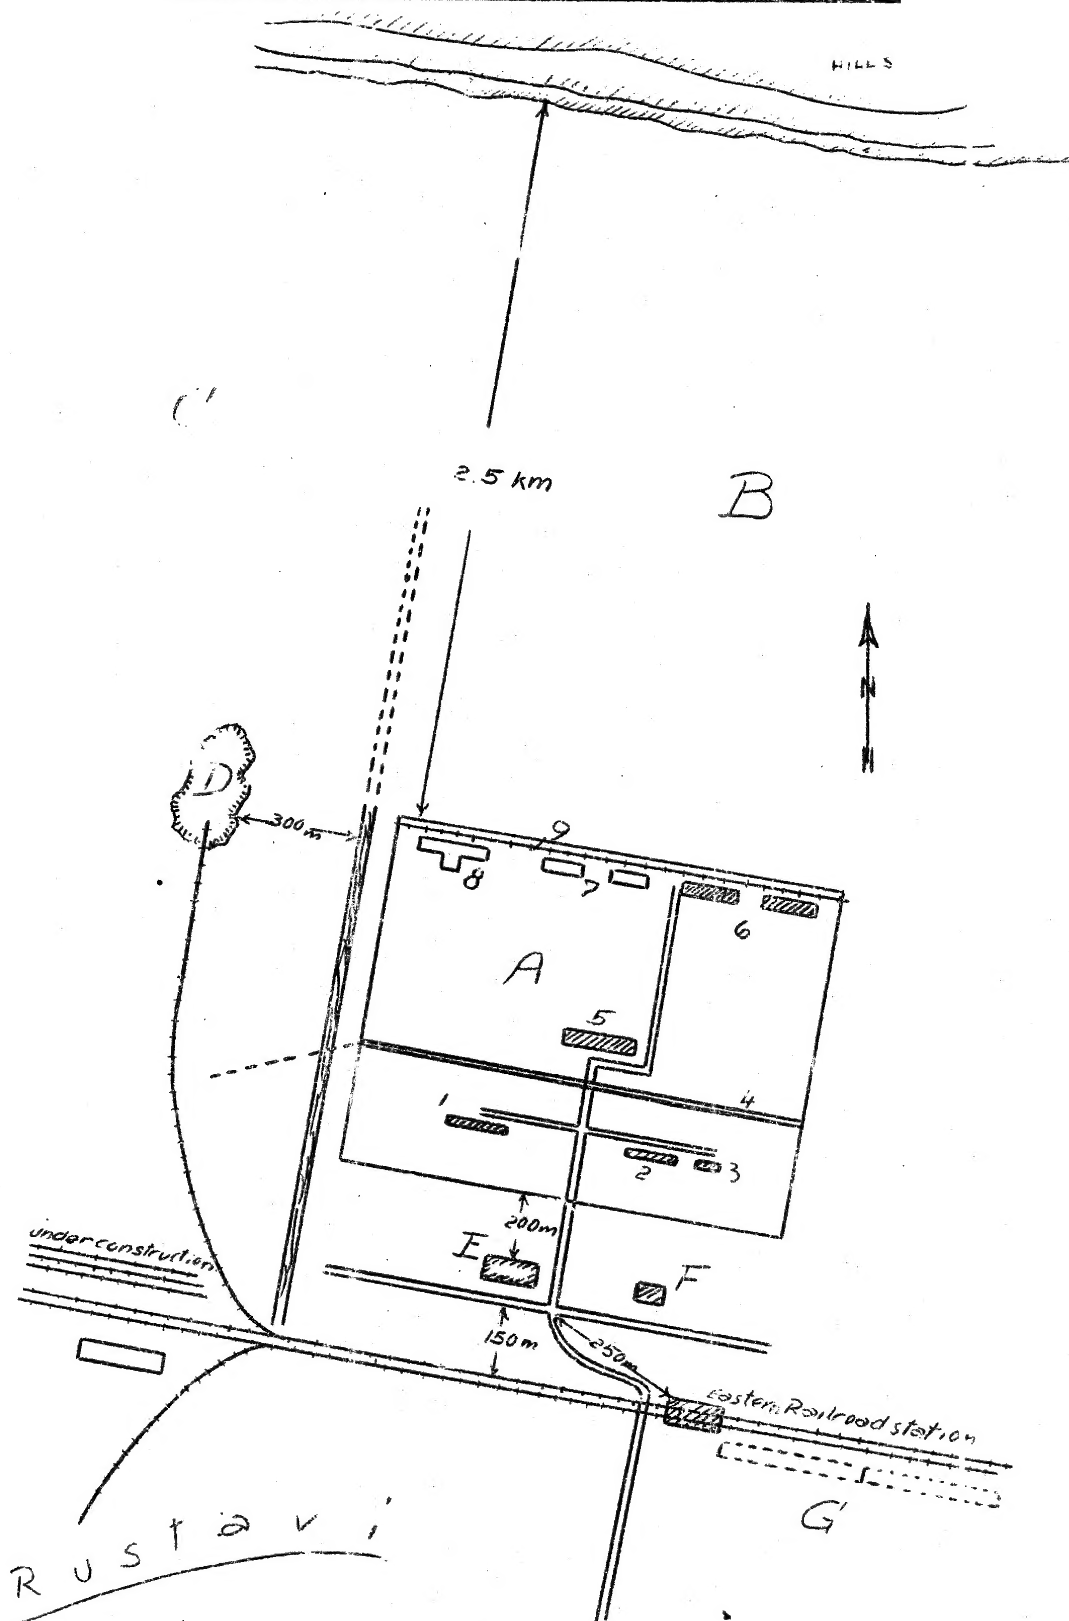 HILLS
C
2.5 km
B
N
D
300m
9
8
7
6
A
5
4
1
2
3
200m
under construction
E
F
150m
250m
Eastern Railroad station
G
Rustavi